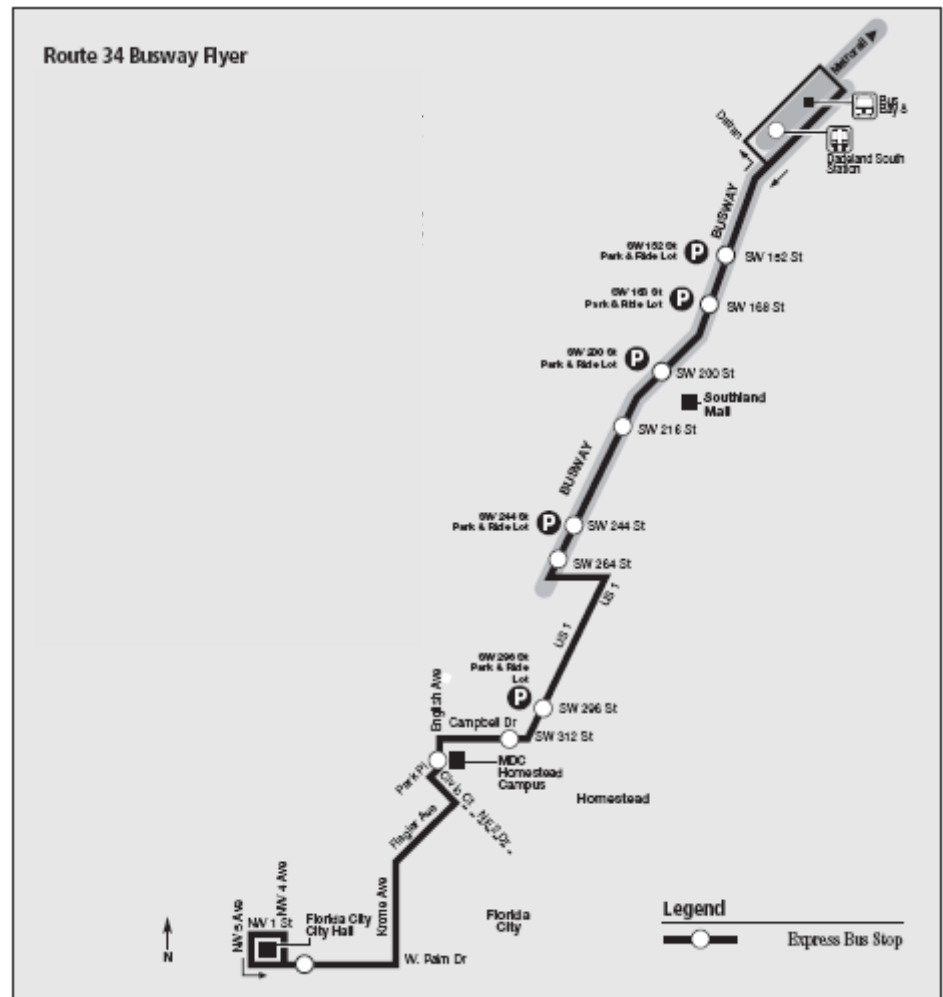 Route 34 Busway Flyer
Metrorail
Bus
Bay 8
Datran
Dadeland South
Station
BUSWAY
SW 152 St
Park & Ride Lot
SW 152 St
SW 168 St
Park & Ride Lot
SW 168 St
SW 200 St
Park & Ride Lot
SW 200 St
Southland
Mall
SW 216 St
BUSWAY
SW 244 St
Park & Ride Lot
SW 244 St
SW 264 St
US 1
US 1
SW 296 St
Park & Ride
Lot
SW 296 St
English Ave
Campbell Dr
SW 312 St
MDC
Homestead
Campus
Park Pl
Civic Ct
Homestead
Flagler Ave
Krome Ave
NW 5 Ave
NW 4 Ave
NW 1 St
Florida City
City Hall
Florida
City
W. Palm Dr
N
Legend
Express Bus Stop
P
P
P
P
P